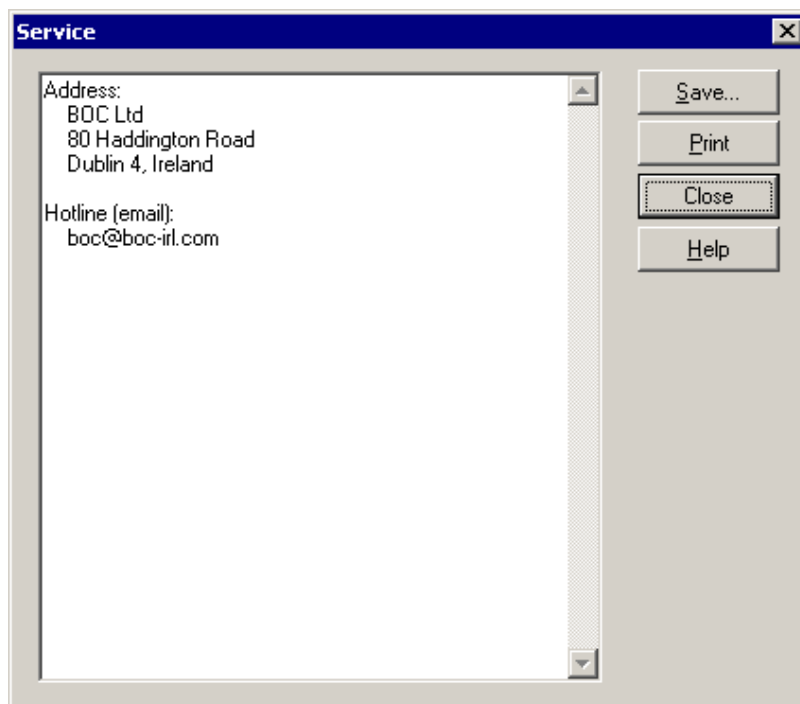 Service
Address:
BOC Ltd
80 Haddington Road
Dublin 4, Ireland
Hotline (email):
boc@boc-irl.com
Save...
Print
Close
Help